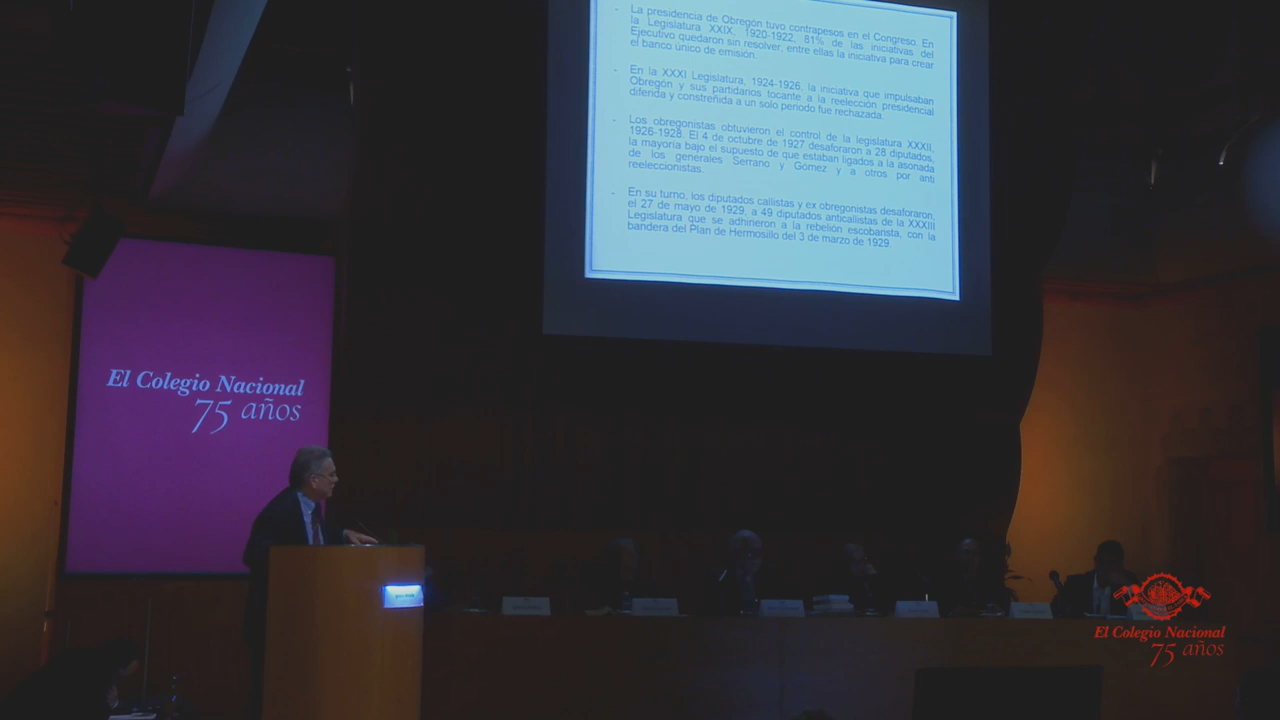 - La presidencia de Obregón tuvo contrapesos en el Congreso. En
la Legislatura XXIX, 1920-1922, 81% de las iniciativas del
Ejecutivo quedaron sin resolver, entre ellas la iniciativa para crear
el banco único de emisión.
- En la XXXI Legislatura, 1924-1926, la iniciativa que impulsaban
Obregón y sus partidarios tocante a la reelección presidencial
diferida y constreñida a un solo periodo fue rechazada.
- Los obregonistas obtuvieron el control de la legislatura XXXII,
1926-1928. El 4 de octubre de 1927 desaforaron a 28 diputados,
la mayoría bajo el supuesto de que estaban ligados a la asonada
de los generales Serrano y Gómez y a otros por anti
reeleccionistas.
- En su turno, los diputados callistas y ex obregonistas desaforaron,
el 27 de mayo de 1929, a 49 diputados anticallistas de la XXXIII
Legislatura que se adhirieron a la rebelión escobarista, con la
bandera del Plan de Hermosillo del 3 de marzo de 1929.
El Colegio Nacional
75 años
El Colegio Nacional
75 años